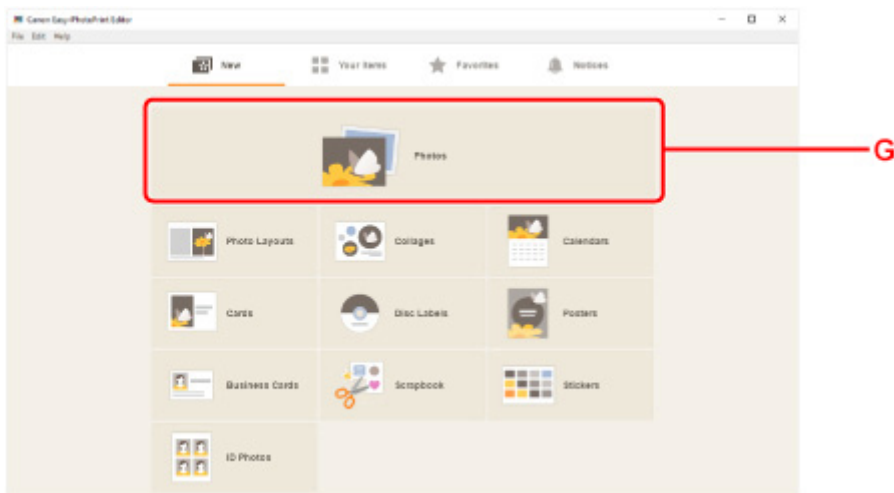 Canon Easy-PhotoPrint Editor
File Edit Help
New Your Items Favorites Notices
Photos
G
Photo Layouts Collages Calendars
Cards Disc Labels Posters
Business Cards Scrapbook Stickers
ID Photos